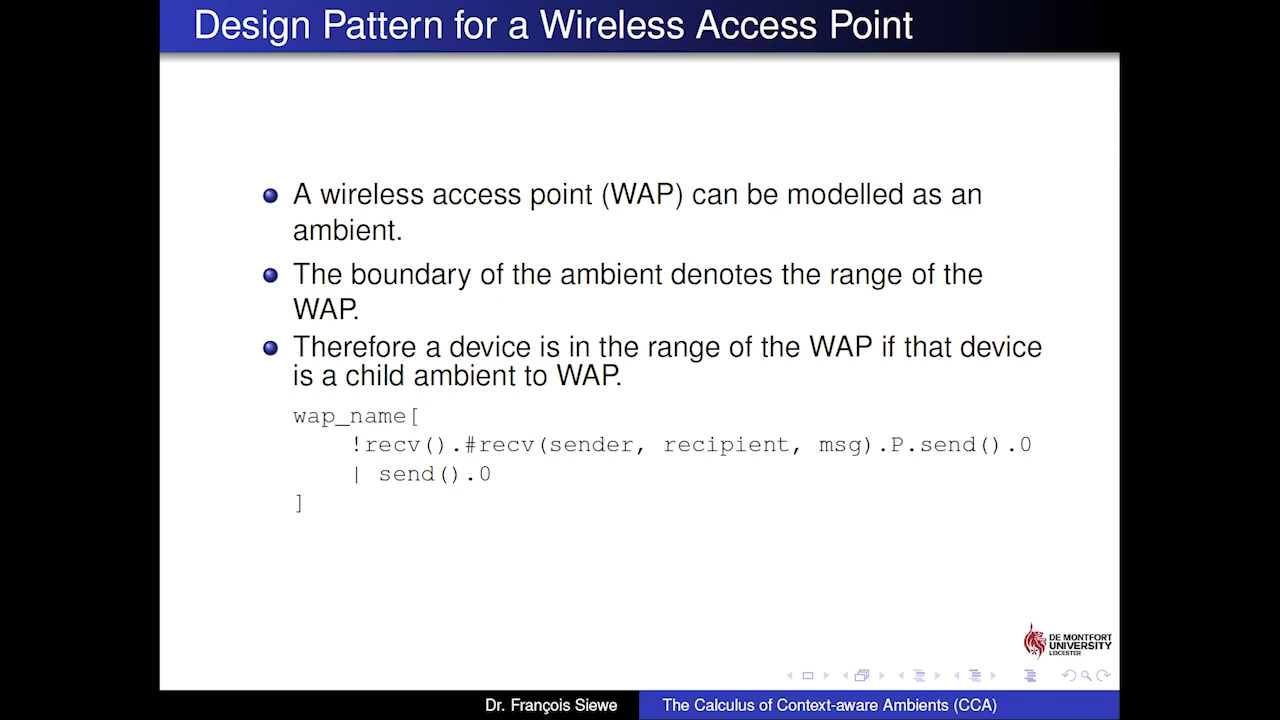 Design Pattern for a Wireless Access Point
A wireless access point (WAP) can be modelled as an
ambient.
The boundary of the ambient denotes the range of the
WAP.
Therefore a device is in the range of the WAP if that device
is a child ambient to WAP.
wap_name[
!recv().#recv(sender, recipient, msg).P.send().0
| send().0
]
DE MONTFORT
UNIVERSITY
LEICESTER
Dr. François Siewe
The Calculus of Context-aware Ambients (CCA)